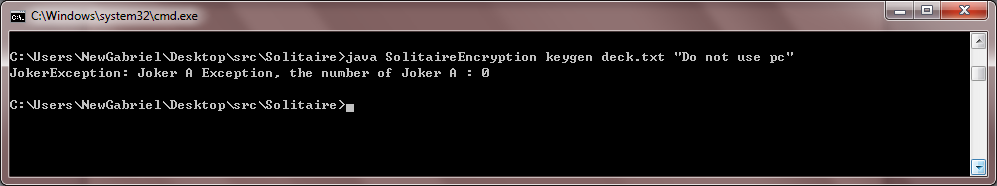 C:\Windows\system32\cmd.exe
C:\Users\NewGabriel\Desktop\src\Solitaire>java SolitaireEncryption keygen deck.txt "Do not use pc"
JokerException: Joker A Exception, the number of Joker A : 0
C:\Users\NewGabriel\Desktop\src\Solitaire>